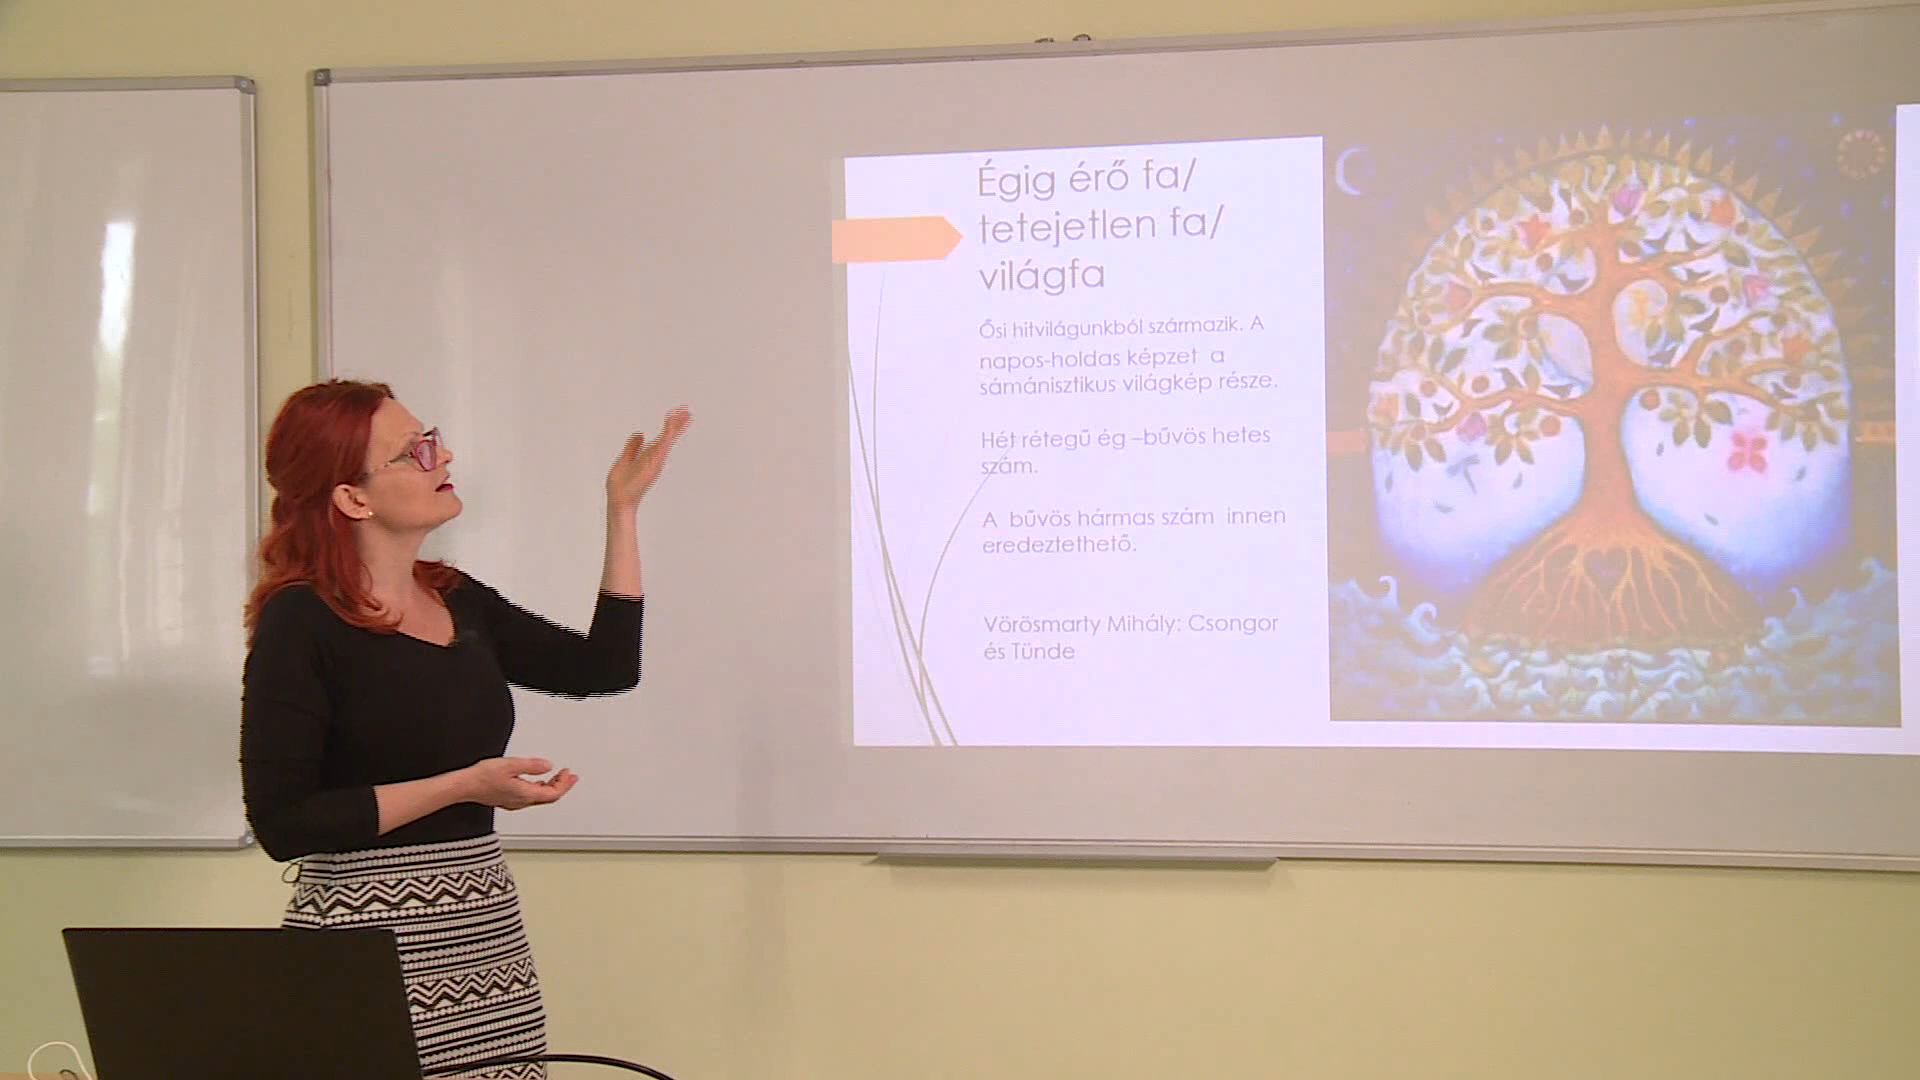 Égig érő fa/
tetejetlen fa/
világfa
Ősi hitvilágunkból származik. A
napos-holdas képzet a
sámánisztikus világkép része.
Hét rétegű ég –bűvös hetes
szám.
A bűvös hármas szám innen
eredeztethető.
Vörösmarty Mihály: Csongor
és Tünde